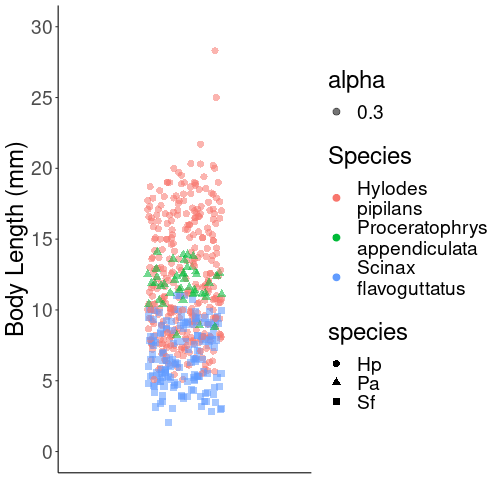 30
25
20
15
10
5
0
Body Length (mm)
alpha
0.3
Species
Hylodes
pipilans
Proceratophrys
appendiculata
Scinax
flavoguttatus
species
Hp
Pa
Sf